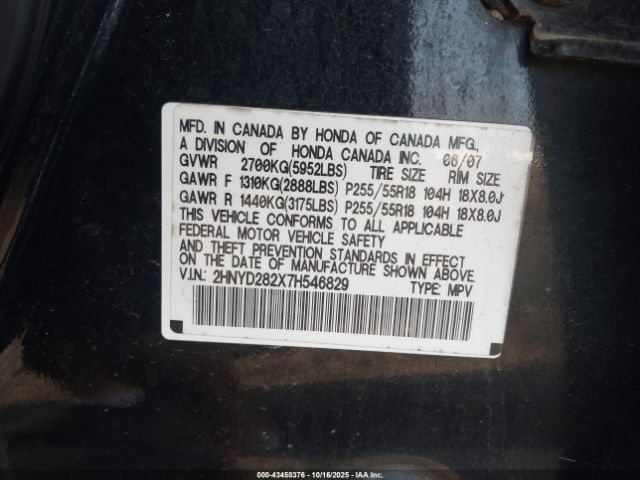 MFD. IN CANADA BY HONDA OF CANADA MFG.,
A DIVISION OF HONDA CANADA INC. 06/07
GVWR 2700KG(5952LBS) TIRE SIZE RIM SIZE
GAWR F 1310KG(2888LBS) P255/55R18 104H 18X8.0J
GAWR R 1440KG(3175LBS) P255/55R18 104H 18X8.0J
THIS VEHICLE CONFORMS TO ALL APPLICABLE
FEDERAL MOTOR VEHICLE SAFETY
AND THEFT PREVENTION STANDARDS IN EFFECT
ON THE DATE OF MANUFACTURE SHOWN ABOVE.
V.I.N.: 2HNYD282X7H546829 TYPE: MPV
000-43458376 - 10/16/2025 - IAA Inc.